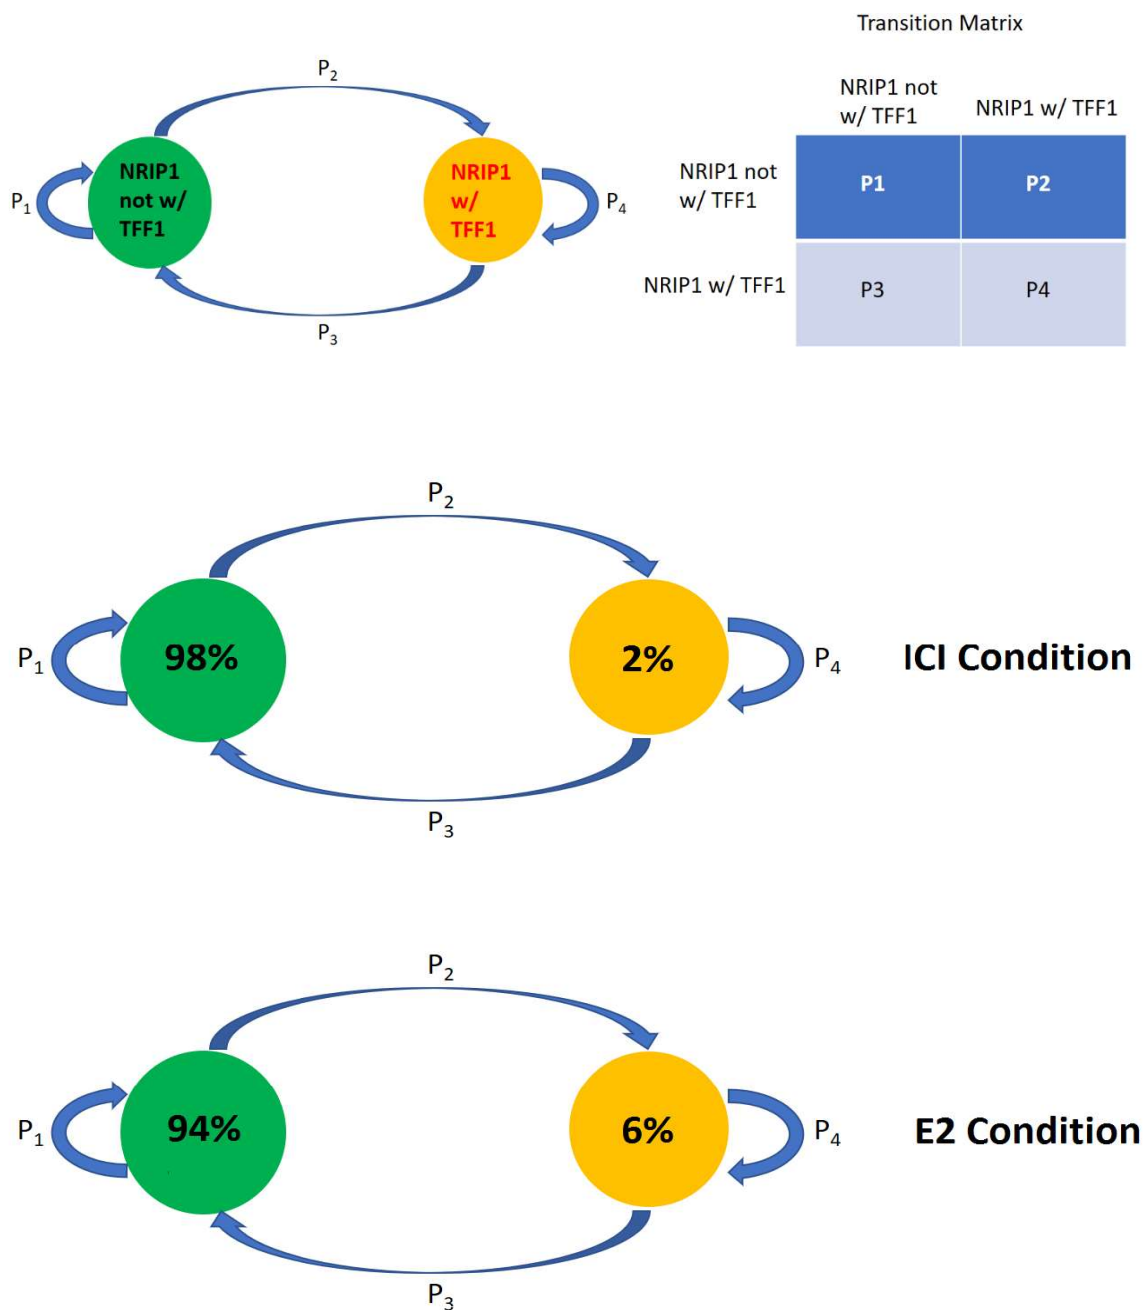 Transition Matrix
P2
NRIP1 not
w/ TFF1
NRIP1 w/ TFF1
NRIP1
not w/
TFF1
NRIP1
w/
TFF1
P1
P4
NRIP1 not
w/ TFF1
P1
P2
NRIP1 w/ TFF1
P3
P4
P3
P2
P1
98%
2%
P4
ICI Condition
P3
P2
P1
94%
6%
P4
E2 Condition
P3